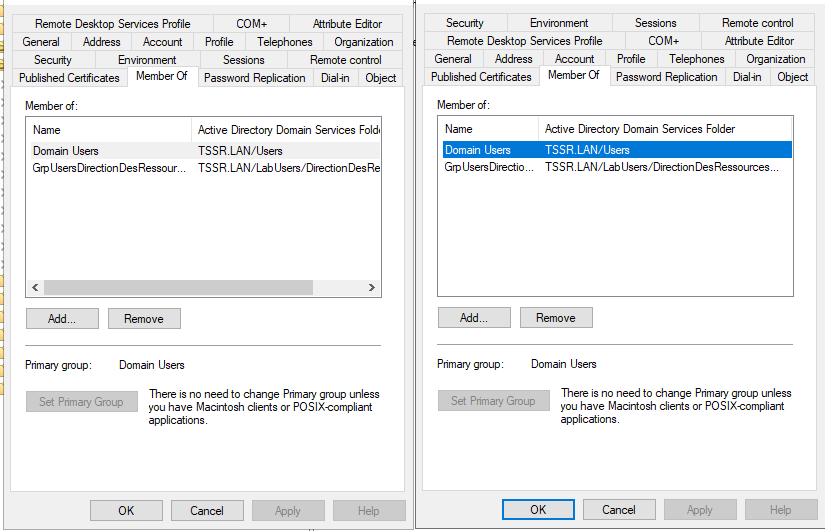 Remote Desktop Services Profile COM+ Attribute Editor
General Address Account Profile Telephones Organization
Security Environment Sessions Remote control
Published Certificates Member Of Password Replication Dial-in Object
Member of:
Name Active Directory Domain Services Folde
Domain Users TSSR.LAN/Users
GrpUsersDirectionDesRessour... TSSR.LAN/LabUsers/DirectionDesRe
Add... Remove
Primary group: Domain Users
Set Primary Group
There is no need to change Primary group unless
you have Macintosh clients or POSIX-compliant
applications.
OK Cancel Apply Help
Security Environment Sessions Remote control
Remote Desktop Services Profile COM+ Attribute Editor
General Address Account Profile Telephones Organization
Published Certificates Member Of Password Replication Dial-in Object
Member of:
Name Active Directory Domain Services Folder
Domain Users TSSR.LAN/Users
GrpUsersDirectio... TSSR.LAN/LabUsers/DirectionDesRessources...
Add... Remove
Primary group: Domain Users
Set Primary Group
There is no need to change Primary group unless
you have Macintosh clients or POSIX-compliant
applications.
OK Cancel Apply Help